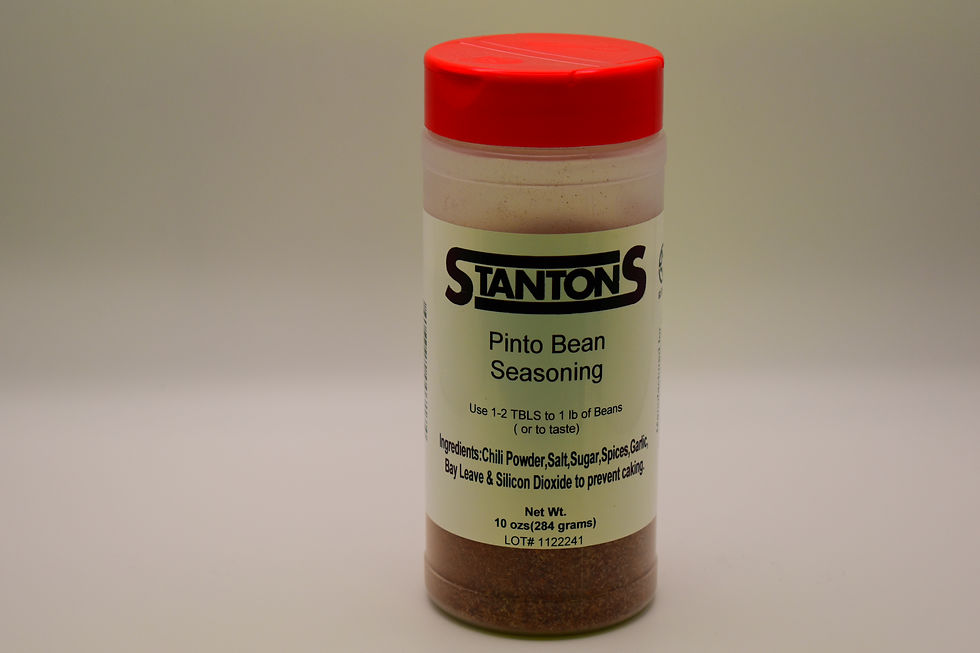 STANTONS
Pinto Bean
Seasoning
Use 1-2 TBLS to 1 lb of Beans
( or to taste)
Ingredients:Chili Powder,Salt,Sugar,Spices,Garlic,
Bay Leave & Silicon Dioxide to prevent caking.
Net Wt.
10 ozs(284 grams)
LOT# 1122241